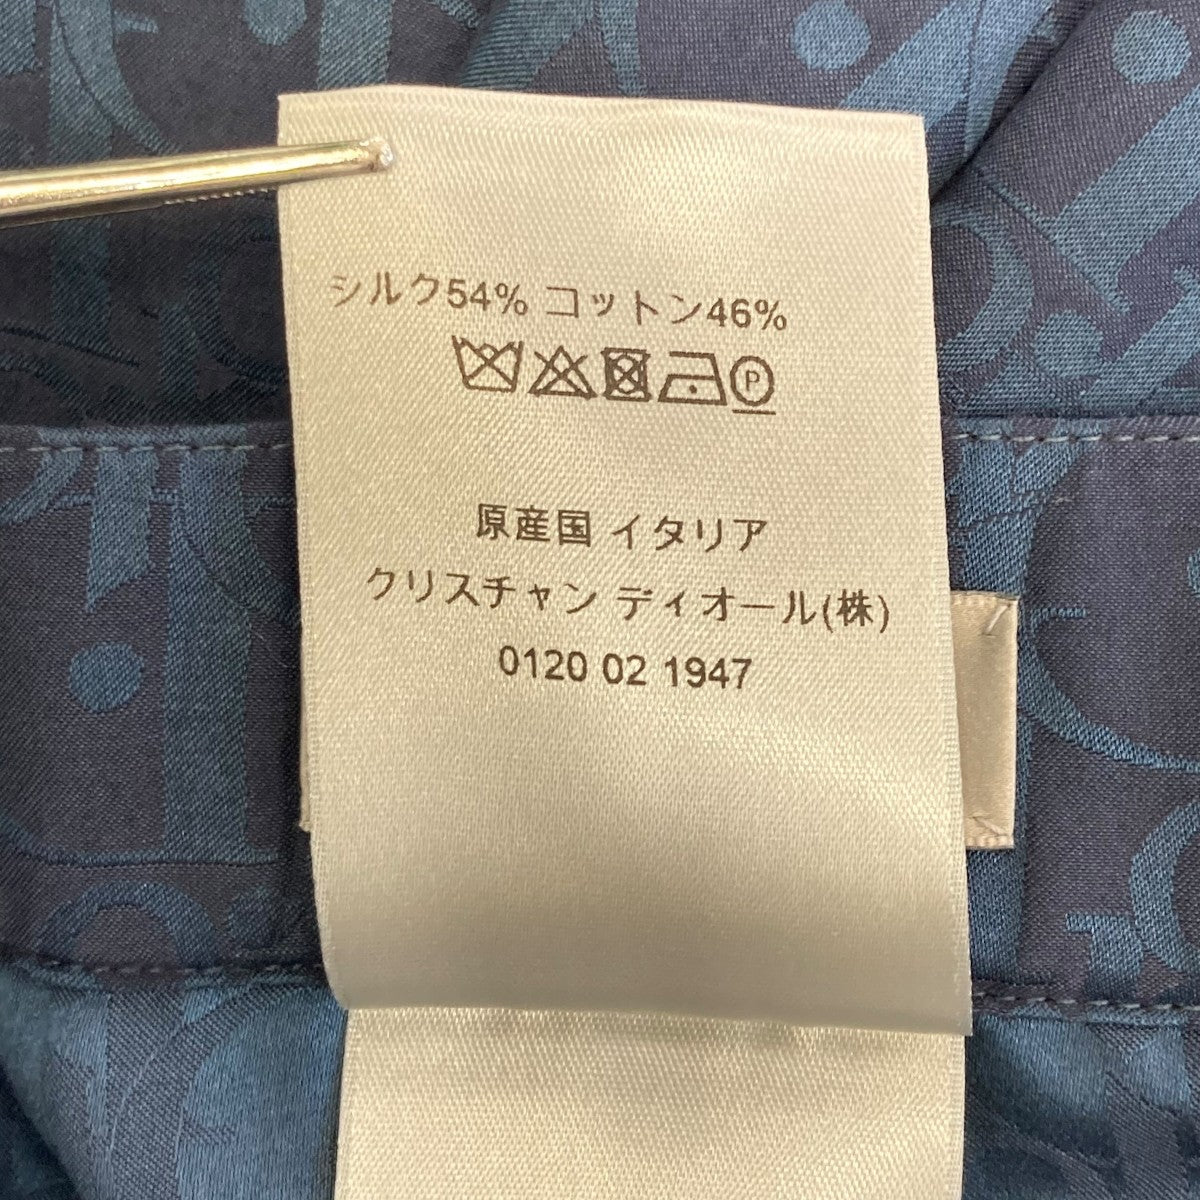 シルク54% コットン46%
P
原産国 イタリア
クリスチャン ディオール(株)
0120 02 1947